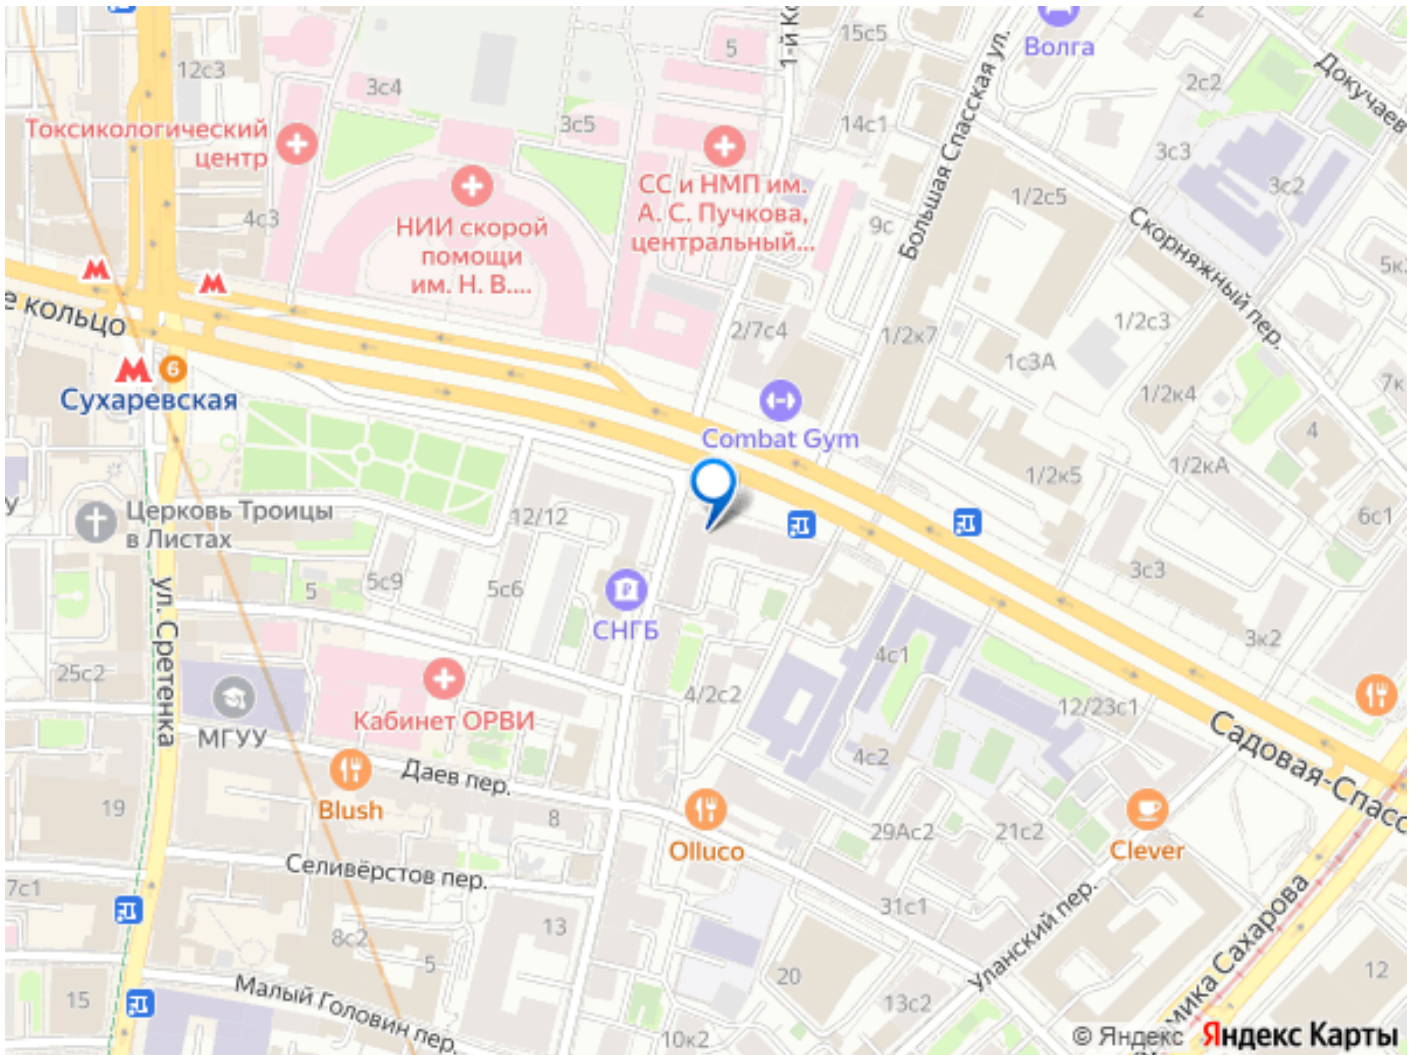 12с3
3с4
5
1-й Ко
15с5
Волга
2
Докучаев
2с2
Токсикологический
центр
3с5
14с1
Большая Спасская ул.
3с3
3с2
СС и НМП им.
А. С. Пучкова,
центральный...
НИИ скорой
помощи
им. Н. В....
4с3
9с
1/2с5
Скорняжный пер.
5к
е кольцо
2/7с4
1/2к7
1/2с3
1с3А
Сухаревская
6
1/2к4
7к
Combat Gym
4
1/2к5
1/2кА
У
Церковь Троицы
в Листах
12/12
6с1
5
5с9
5с6
3с3
СНГБ
ул. Сретенка
3к2
25с2
4с1
4/2с2
12/23с1
МГУУ
Кабинет ОРВИ
Садовая-Спасс
4с2
Даев пер.
Blush
19
8
Olluco
29Ас2
21с2
Clever
Селивёрстов пер.
7с1
31с1
Уланский пер.
мика Сахарова
13
8с2
5
20
12
15
Малый Головин пер.
13с2
10к2
© Яндекс Яндекс Карты